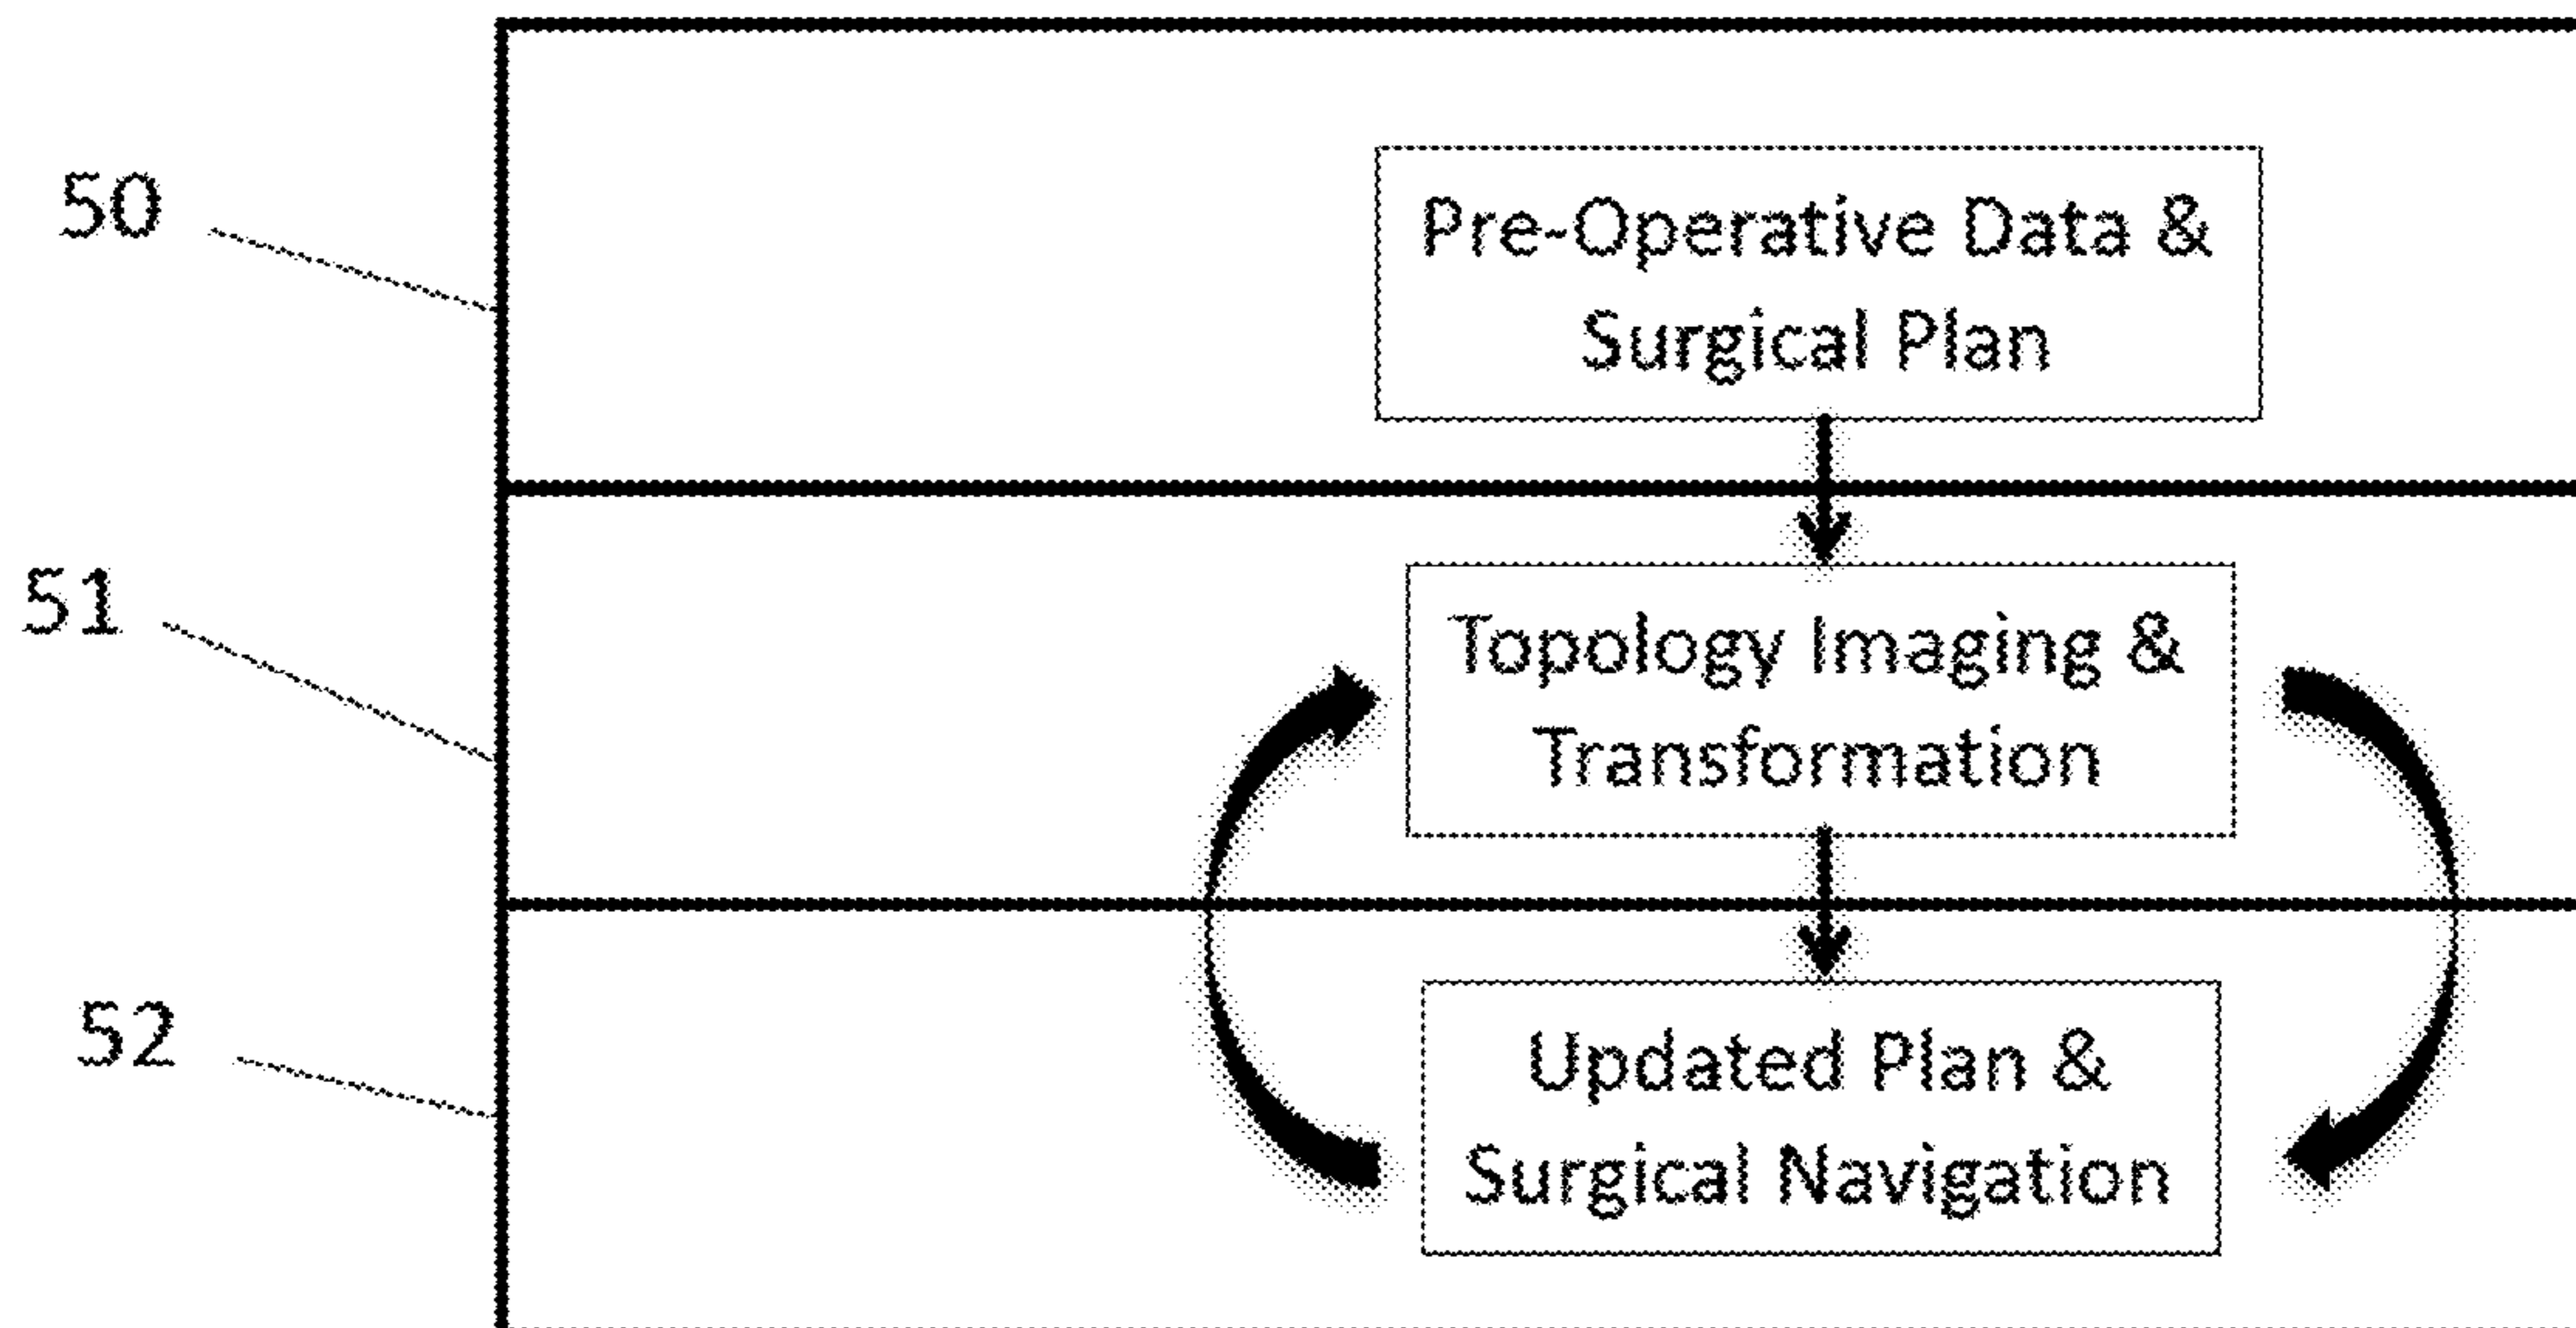 50
Pre-Operative Data &
Surgical Plan
51
Topology Imaging &
Transformation
52
Updated Plan &
Surgical Navigation